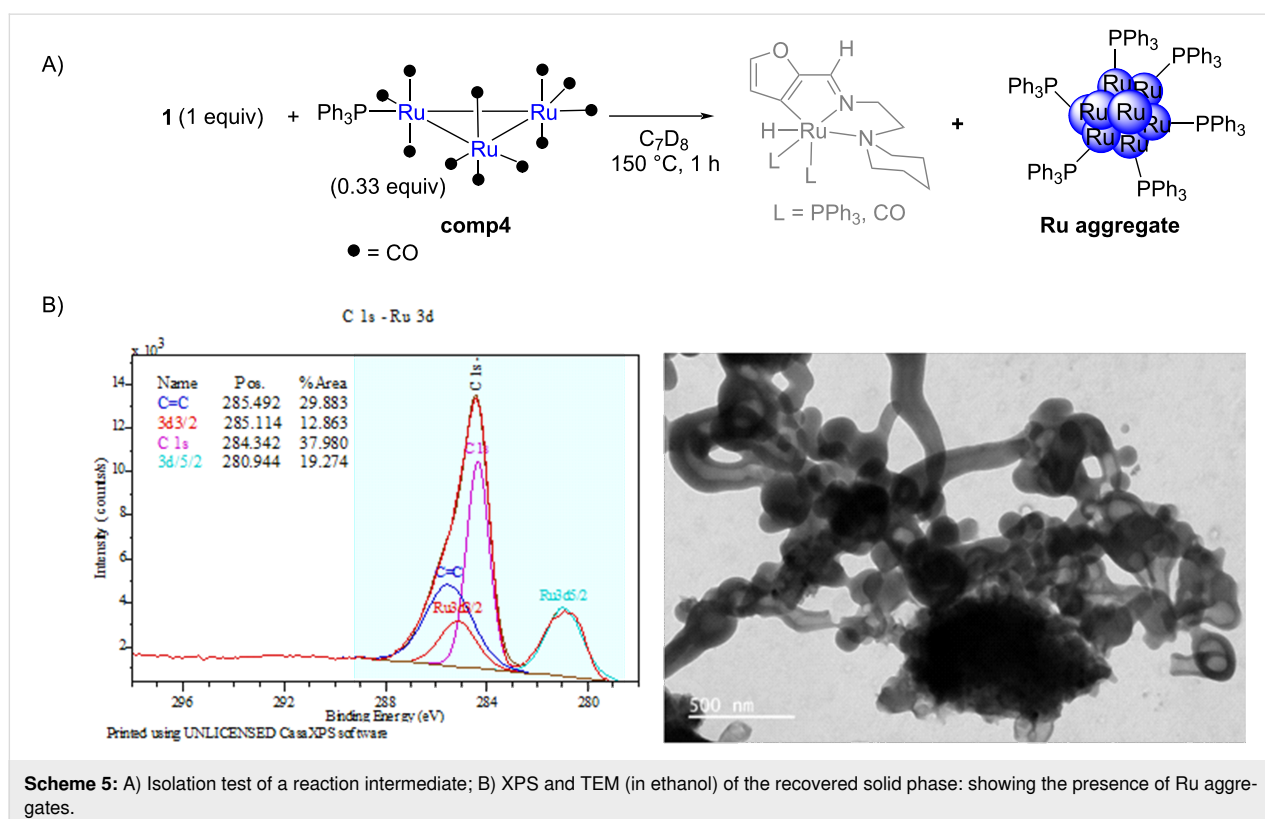 A)
1 (1 equiv) + Ph3P Ru Ru Ru
(0.33 equiv)
comp4
● = CO
C7D8
150 °C, 1 h
O H N H Ru N L L
L = PPh3, CO
+
PPh3 PPh3 Ph3P PPh3 Ph3P PPh3
Ru Ru Ru Ru Ru Ru Ru
Ru aggregate
B)
C 1s - Ru 3d
x 10^3
Name Pos. %Area
C=C 285.492 29.883
3d3/2 285.114 12.863
C 1s 284.342 37.980
3d/5/2 280.944 19.274
C 1s -
C 1s
C=C
Ru3d3/2
Ru3d5/2
14
12
10
8
6
4
2
Intensity (counts/s)
296 292 288 284 280
Binding Energy (eV)
Printed using UNLICENSED CasaXPS software
500 nm
Scheme 5: A) Isolation test of a reaction intermediate; B) XPS and TEM (in ethanol) of the recovered solid phase: showing the presence of Ru aggre-
gates.